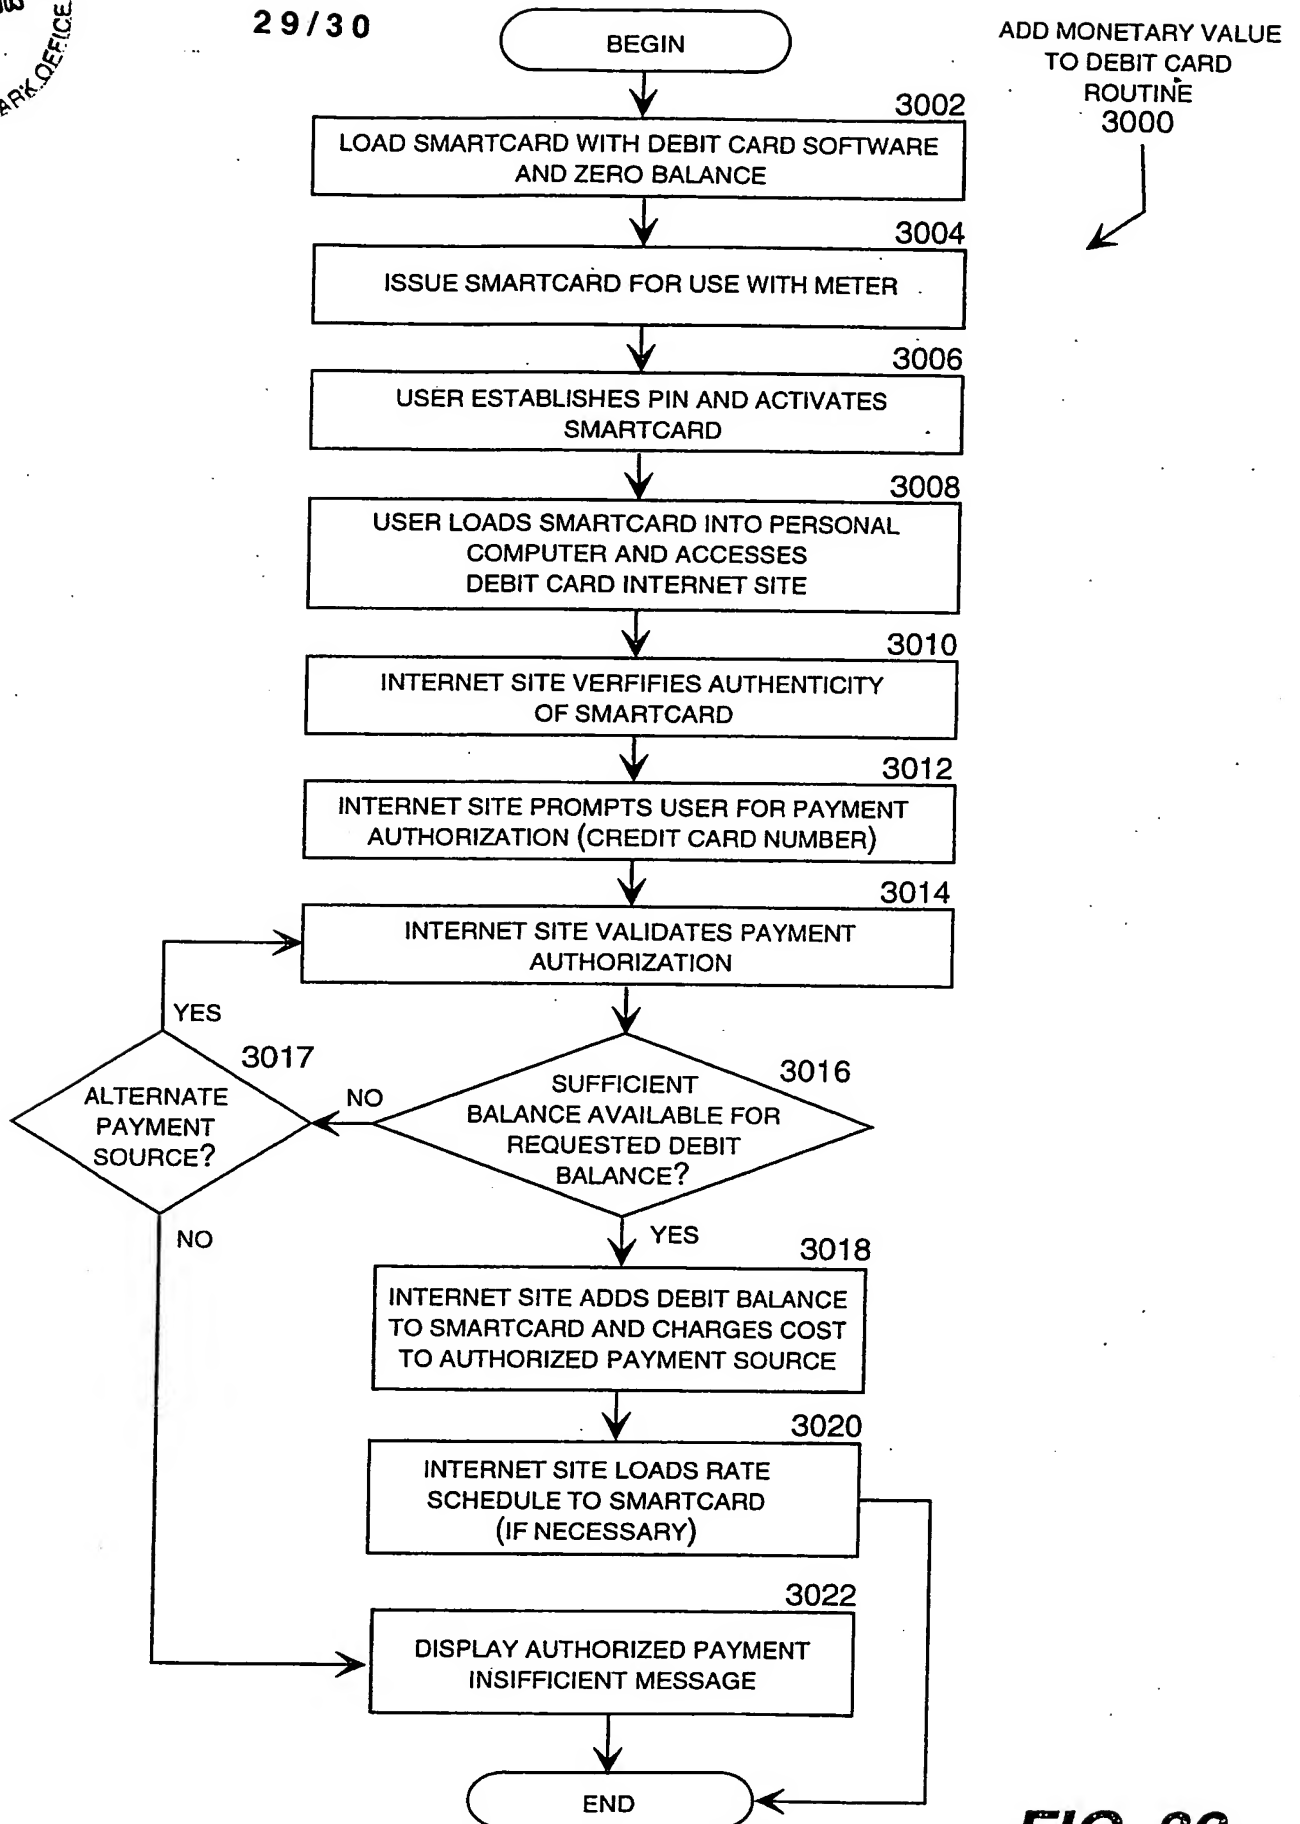 29/30
BEGIN
ADD MONETARY VALUE
TO DEBIT CARD
ROUTINE
3000
3002
LOAD SMARTCARD WITH DEBIT CARD SOFTWARE
AND ZERO BALANCE
3004
ISSUE SMARTCARD FOR USE WITH METER
3006
USER ESTABLISHES PIN AND ACTIVATES
SMARTCARD
3008
USER LOADS SMARTCARD INTO PERSONAL
COMPUTER AND ACCESSES
DEBIT CARD INTERNET SITE
3010
INTERNET SITE VERFIFIES AUTHENTICITY
OF SMARTCARD
3012
INTERNET SITE PROMPTS USER FOR PAYMENT
AUTHORIZATION (CREDIT CARD NUMBER)
3014
INTERNET SITE VALIDATES PAYMENT
AUTHORIZATION
YES
3017
ALTERNATE
PAYMENT
SOURCE?
NO
3016
SUFFICIENT
BALANCE AVAILABLE FOR
REQUESTED DEBIT
BALANCE?
NO
YES
3018
INTERNET SITE ADDS DEBIT BALANCE
TO SMARTCARD AND CHARGES COST
TO AUTHORIZED PAYMENT SOURCE
3020
INTERNET SITE LOADS RATE
SCHEDULE TO SMARTCARD
(IF NECESSARY)
3022
DISPLAY AUTHORIZED PAYMENT
INSIFFICIENT MESSAGE
END
FIG.